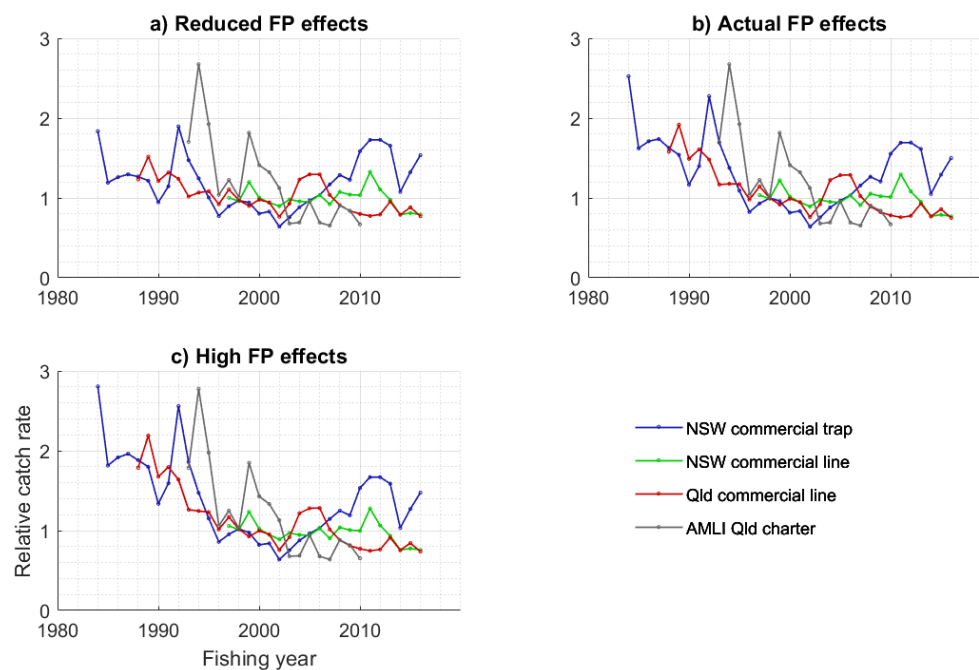 a) Reduced FP effects
3
2
1
0
1980 1990 2000 2010
b) Actual FP effects
3
2
1
0
1980 1990 2000 2010
c) High FP effects
3
2
1
0
1980 1990 2000 2010
Relative catch rate
Fishing year
NSW commercial trap
NSW commercial line
Qld commercial line
AMLI Qld charter